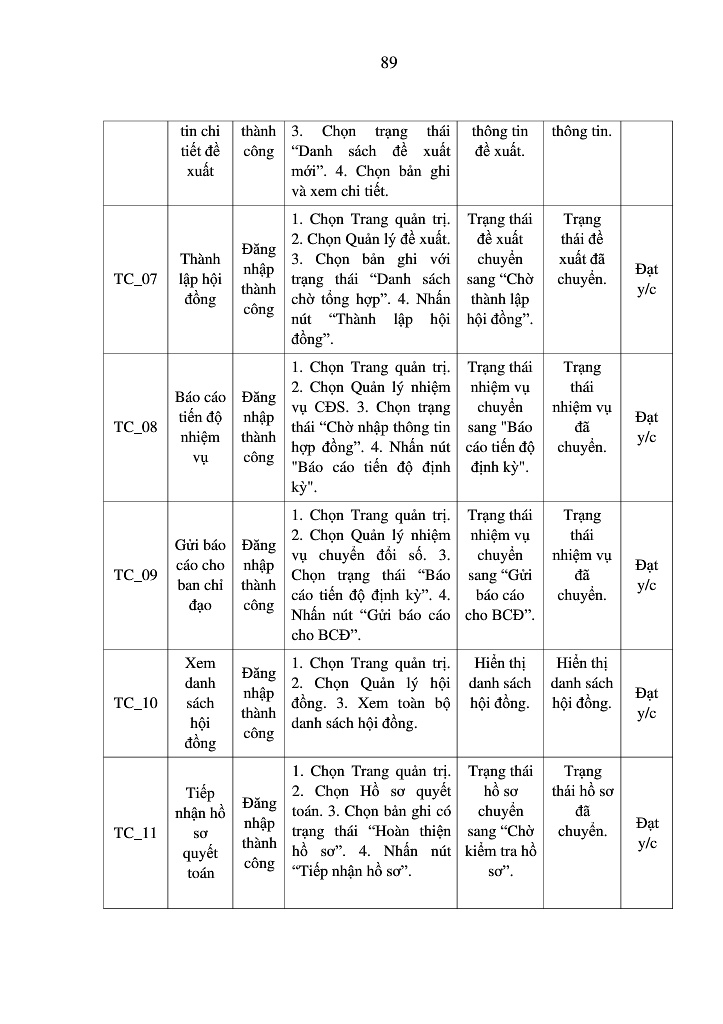 89
tin chi
tiết đề
xuất
thành
công
3. Chọn trạng thái
“Danh sách đề xuất
mới”. 4. Chọn bản ghi
và xem chi tiết.
thông tin
đề xuất.
thông tin.
TC_07
Thành
lập hội
đồng
Đăng
nhập
thành
công
1. Chọn Trang quản trị.
2. Chọn Quản lý đề xuất.
3. Chọn bản ghi với
trạng thái “Danh sách
chờ tổng hợp”. 4. Nhấn
nút “Thành lập hội
đồng”.
Trạng thái
đề xuất
chuyển
sang “Chờ
thành lập
hội đồng”.
Trạng
thái đề
xuất đã
chuyển.
Đạt
y/c
TC_08
Báo cáo
tiến độ
nhiệm
vụ
Đăng
nhập
thành
công
1. Chọn Trang quản trị.
2. Chọn Quản lý nhiệm
vụ CĐS. 3. Chọn trạng
thái “Chờ nhập thông tin
hợp đồng”. 4. Nhấn nút
"Báo cáo tiến độ định
kỳ".
Trạng thái
nhiệm vụ
chuyển
sang "Báo
cáo tiến độ
định kỳ".
Trạng
thái
nhiệm vụ
đã
chuyển.
Đạt
y/c
TC_09
Gửi báo
cáo cho
ban chỉ
đạo
Đăng
nhập
thành
công
1. Chọn Trang quản trị.
2. Chọn Quản lý nhiệm
vụ chuyển đổi số. 3.
Chọn trạng thái “Báo
cáo tiến độ định kỳ”. 4.
Nhấn nút “Gửi báo cáo
cho BCĐ”.
Trạng thái
nhiệm vụ
chuyển
sang “Gửi
báo cáo
cho BCĐ”.
Trạng
thái
nhiệm vụ
đã
chuyển.
Đạt
y/c
TC_10
Xem
danh
sách
hội
đồng
Đăng
nhập
thành
công
1. Chọn Trang quản trị.
2. Chọn Quản lý hội
đồng. 3. Xem toàn bộ
danh sách hội đồng.
Hiển thị
danh sách
hội đồng.
Hiển thị
danh sách
hội đồng.
Đạt
y/c
TC_11
Tiếp
nhận hồ
sơ
quyết
toán
Đăng
nhập
thành
công
1. Chọn Trang quản trị.
2. Chọn Hồ sơ quyết
toán. 3. Chọn bản ghi có
trạng thái “Hoàn thiện
hồ sơ”. 4. Nhấn nút
“Tiếp nhận hồ sơ”.
Trạng thái
hồ sơ
chuyển
sang “Chờ
kiểm tra hồ
sơ”.
Trạng
thái hồ sơ
đã
chuyển.
Đạt
y/c